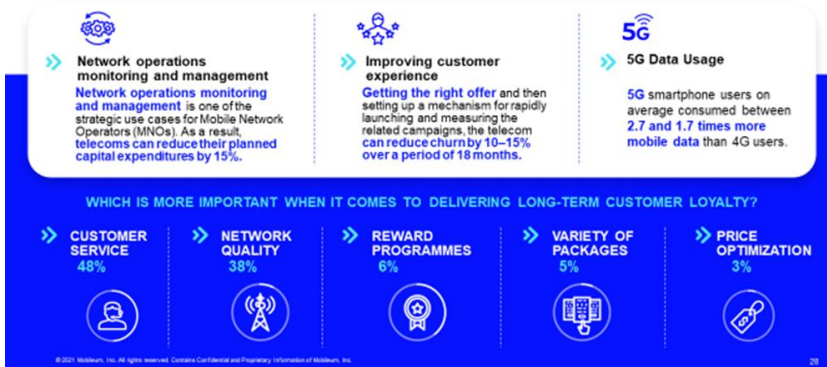 5G
Network operations
monitoring and management
Network operations monitoring
and management is one of the
strategic use cases for Mobile Network
Operators (MNOs). As a result,
telecoms can reduce their planned
capital expenditures by 15%.
Improving customer
experience
Getting the right offer and then
setting up a mechanism for rapidly
launching and measuring the
related campaigns, the telecom
can reduce churn by 10–15%
over a period of 18 months.
5G Data Usage
5G smartphone users on
average consumed between
2.7 and 1.7 times more
mobile data than 4G users.
WHICH IS MORE IMPORTANT WHEN IT COMES TO DELIVERING LONG-TERM CUSTOMER LOYALTY?
CUSTOMER
SERVICE
48%
NETWORK
QUALITY
38%
REWARD
PROGRAMMES
6%
VARIETY OF
PACKAGES
5%
PRICE
OPTIMIZATION
3%
$
©2021 Mobileum, Inc. All rights reserved. Contains Confidential and Proprietary Information of Mobileum, Inc.
28